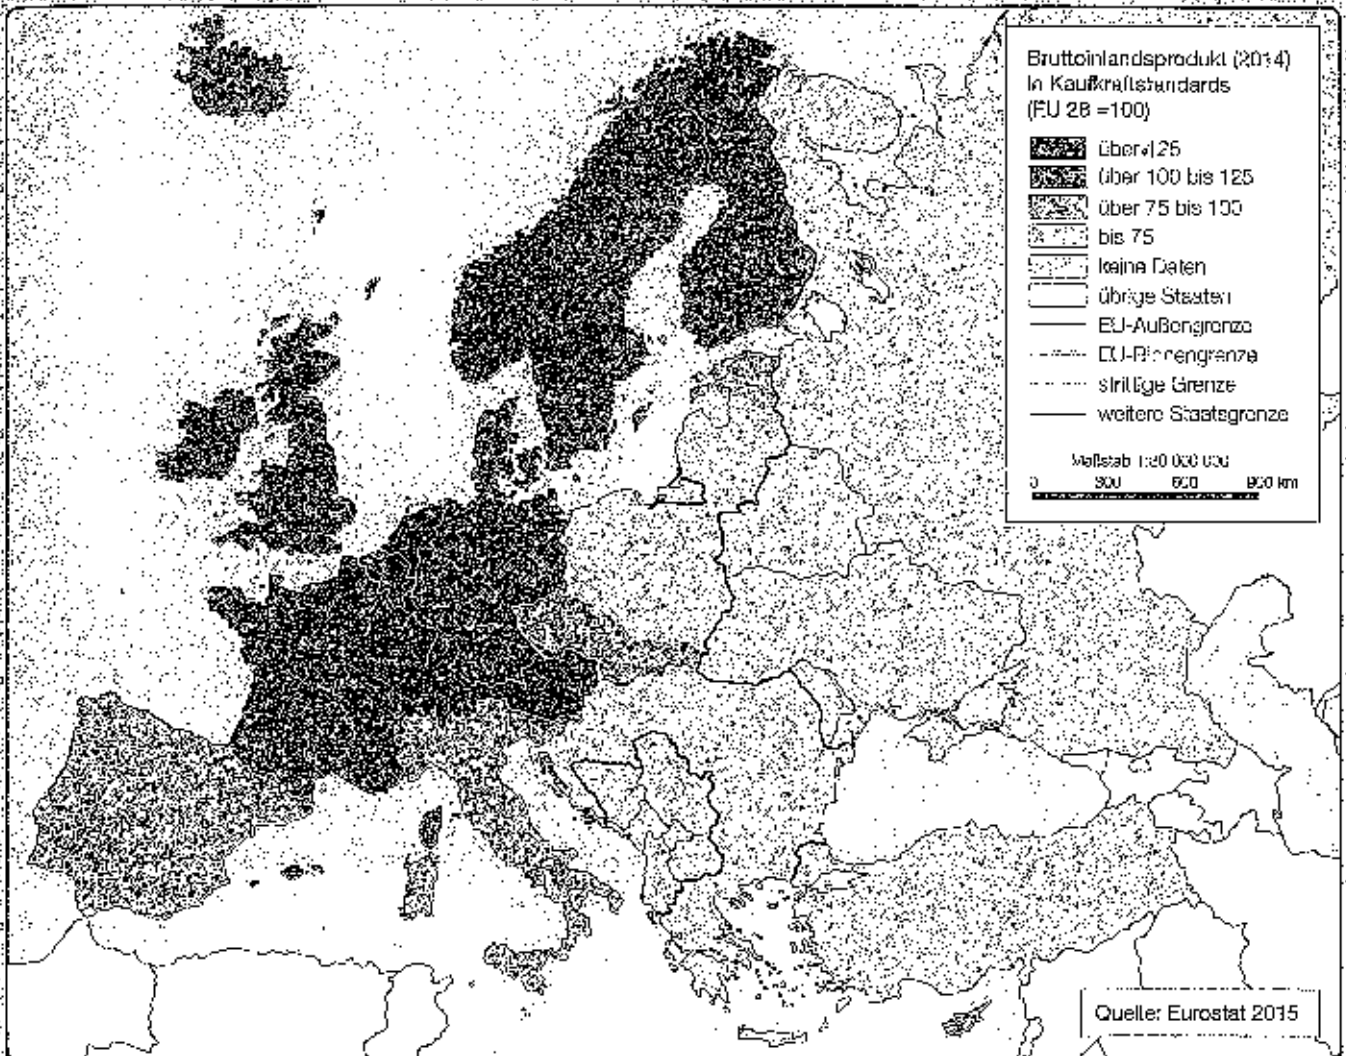 Bruttoinlandsprodukt (2014)
in Kaufkraftstandards
(EU 28 =100)
über 125
über 100 bis 125
über 75 bis 100
bis 75
keine Daten
übrige Staaten
EU-Außengrenze
EU-Binnengrenze
strittige Grenze
weitere Staatsgrenze
Maßstab 1:30 000 000
0 300 600 900 km
Quelle: Eurostat 2015